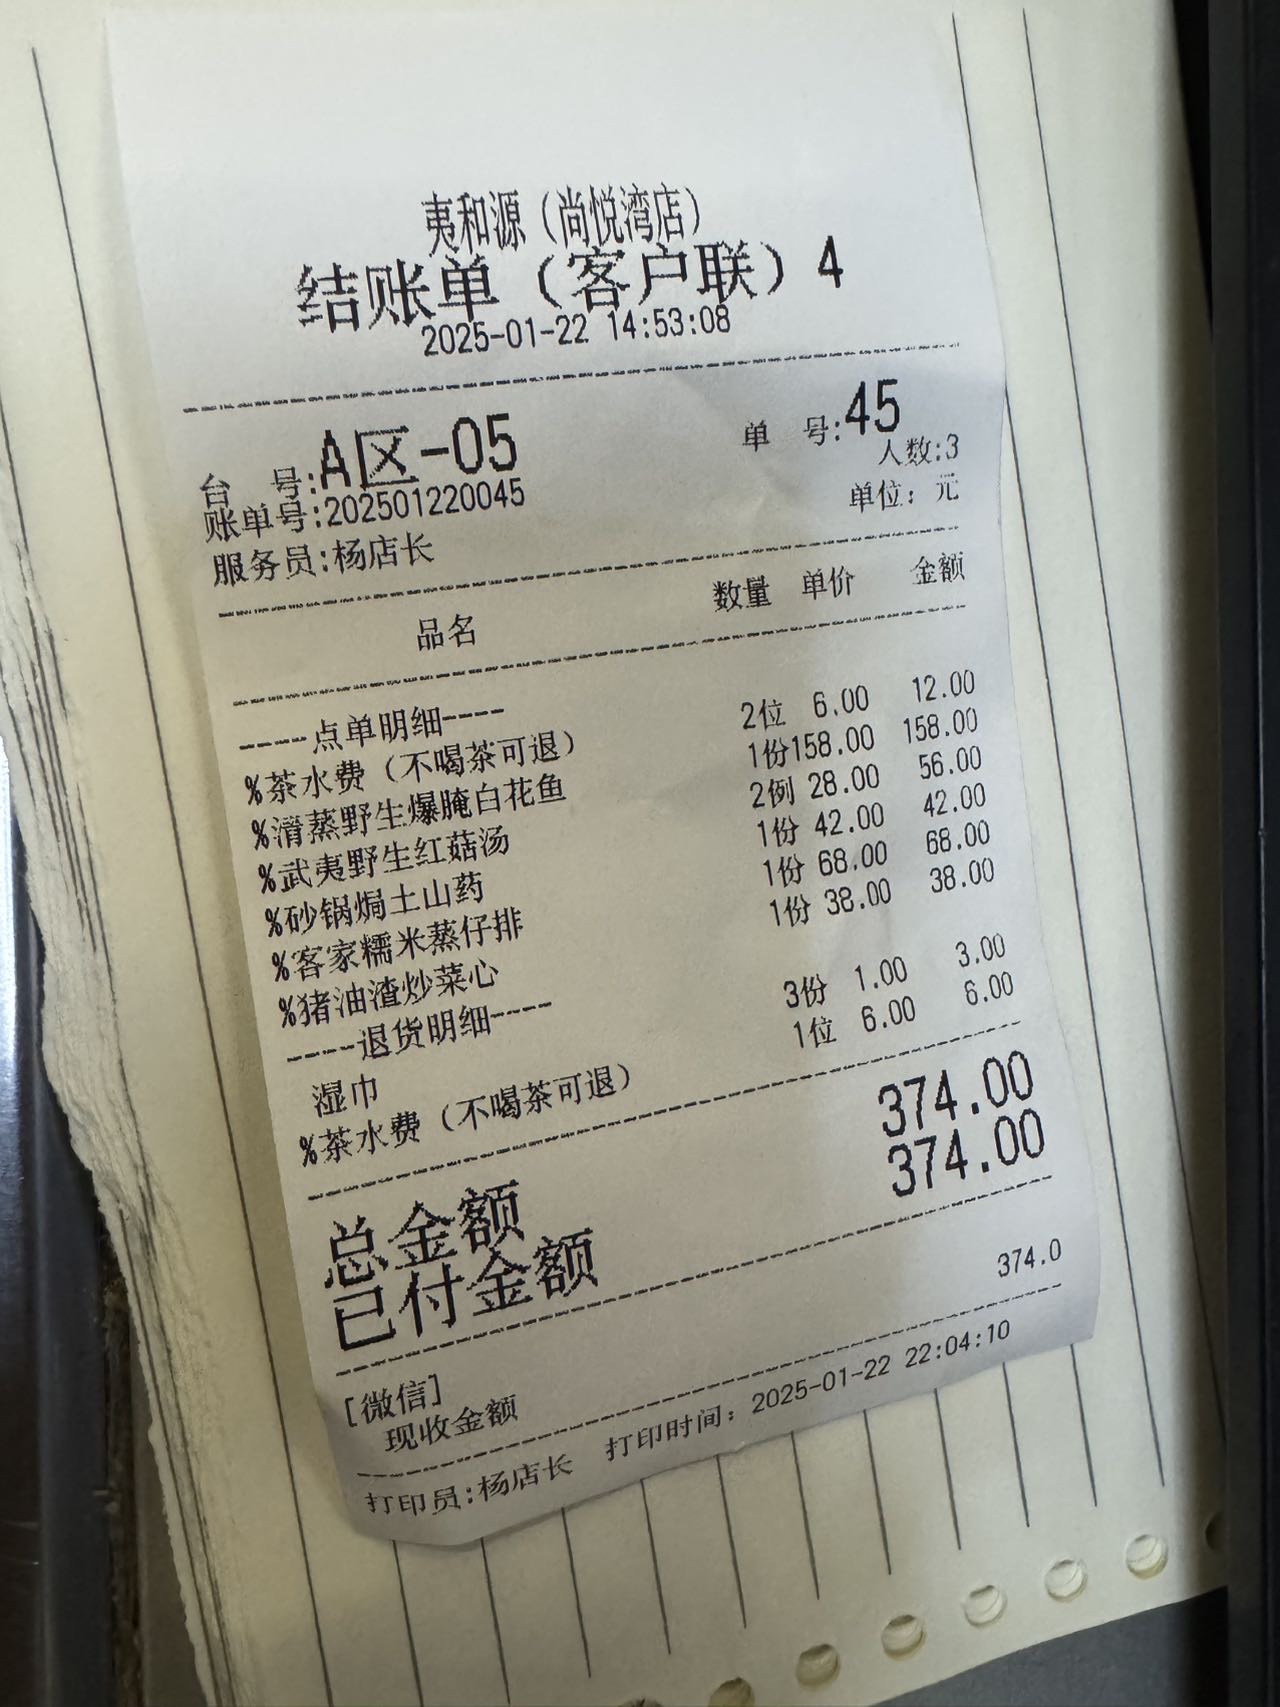 夷和源（尚悦湾店）
结账单（客户联）4
2025-01-22 14:53:08
台 号:A区-05 单 号:45
人数:3
账单号:202501220045
单位: 元
服务员:杨店长
品名 数量 单价 金额
----点单明细----
%茶水费（不喝茶可退） 2位 6.00 12.00
%清蒸野生爆腌白花鱼 1份 158.00 158.00
%武夷野生红菇汤 2例 28.00 56.00
%砂锅焗土山药 1份 42.00 42.00
%客家糯米蒸仔排 1份 68.00 68.00
%猪油渣炒菜心 1份 38.00 38.00
----退货明细----
湿巾 3份 1.00 3.00
%茶水费（不喝茶可退） 1位 6.00 6.00
总金额 374.00
已付金额 374.00
[微信]
现收金额 374.0
打印员:杨店长 打印时间: 2025-01-22 22:04:10